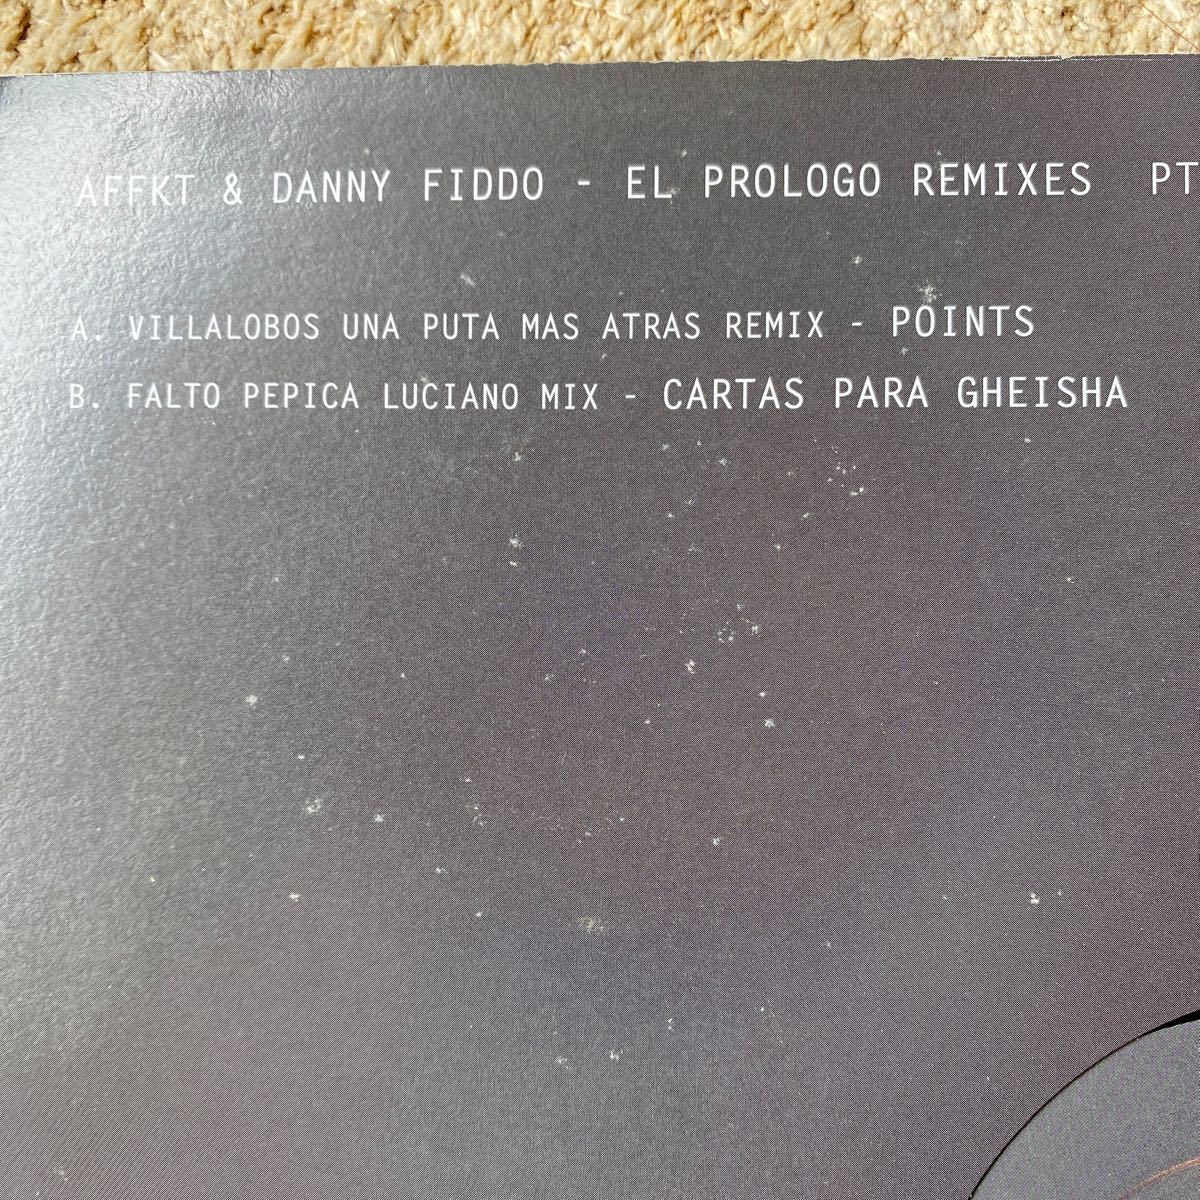 AFFKT & DANNY FIDDO - EL PROLOGO REMIXES PT
A. VILLALOBOS UNA PUTA MAS ATRAS REMIX - POINTS
B. FALTO PEPICA LUCIANO MIX - CARTAS PARA GHEISHA